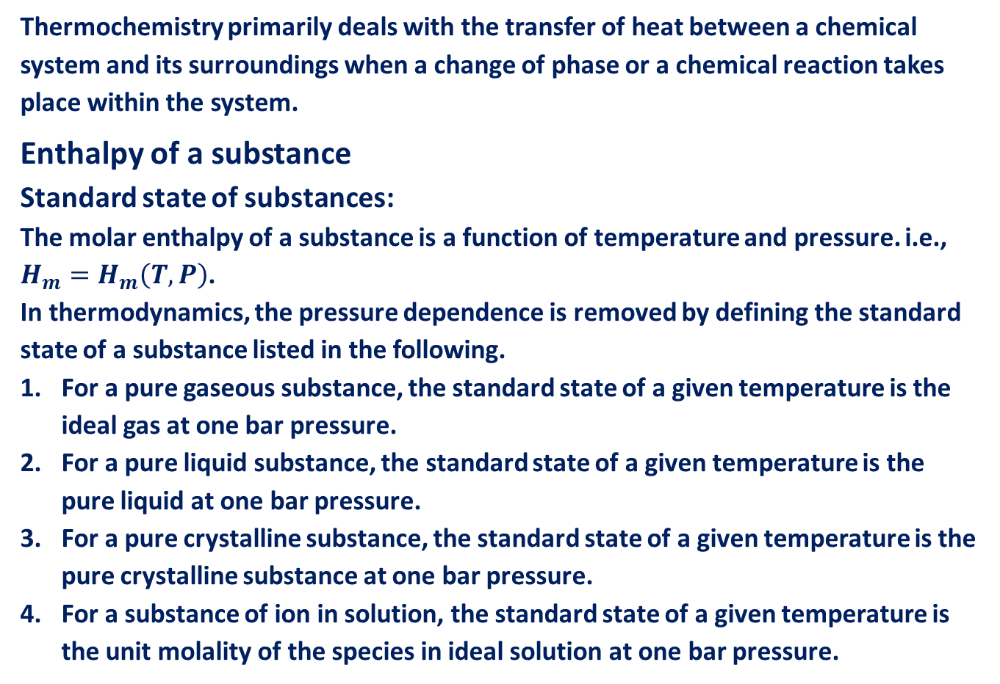 Thermochemistry primarily deals with the transfer of heat between a chemical
system and its surroundings when a change of phase or a chemical reaction takes
place within the system.
Enthalpy of a substance
Standard state of substances:
The molar enthalpy of a substance is a function of temperature and pressure. i.e.,
Hₘ = Hₘ(T, P).
In thermodynamics, the pressure dependence is removed by defining the standard
state of a substance listed in the following.
1. For a pure gaseous substance, the standard state of a given temperature is the
ideal gas at one bar pressure.
2. For a pure liquid substance, the standard state of a given temperature is the
pure liquid at one bar pressure.
3. For a pure crystalline substance, the standard state of a given temperature is the
pure crystalline substance at one bar pressure.
4. For a substance of ion in solution, the standard state of a given temperature is
the unit molality of the species in ideal solution at one bar pressure.